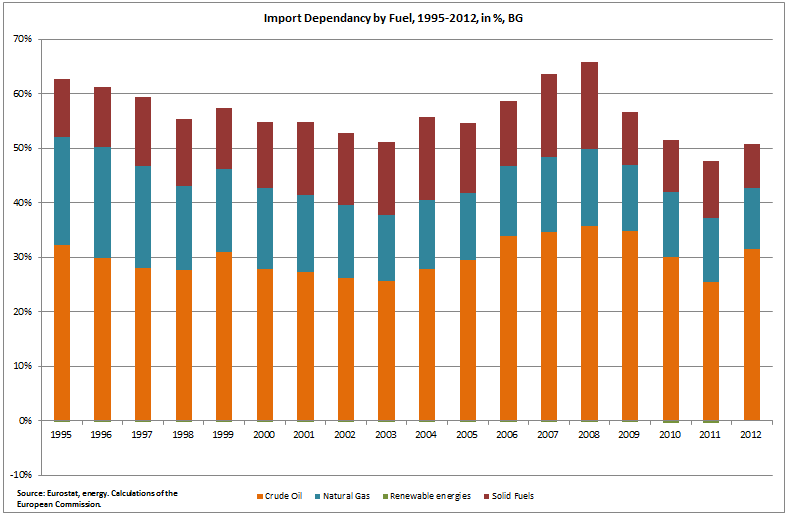 Import Dependancy by Fuel, 1995-2012, in %, BG
70%
60%
50%
40%
30%
20%
10%
0%
-10%
1995 1996 1997 1998 1999 2000 2001 2002 2003 2004 2005 2006 2007 2008 2009 2010 2011 2012
Source: Eurostat, energy. Calculations of the
European Commission.
Crude Oil Natural Gas Renewable energies Solid Fuels